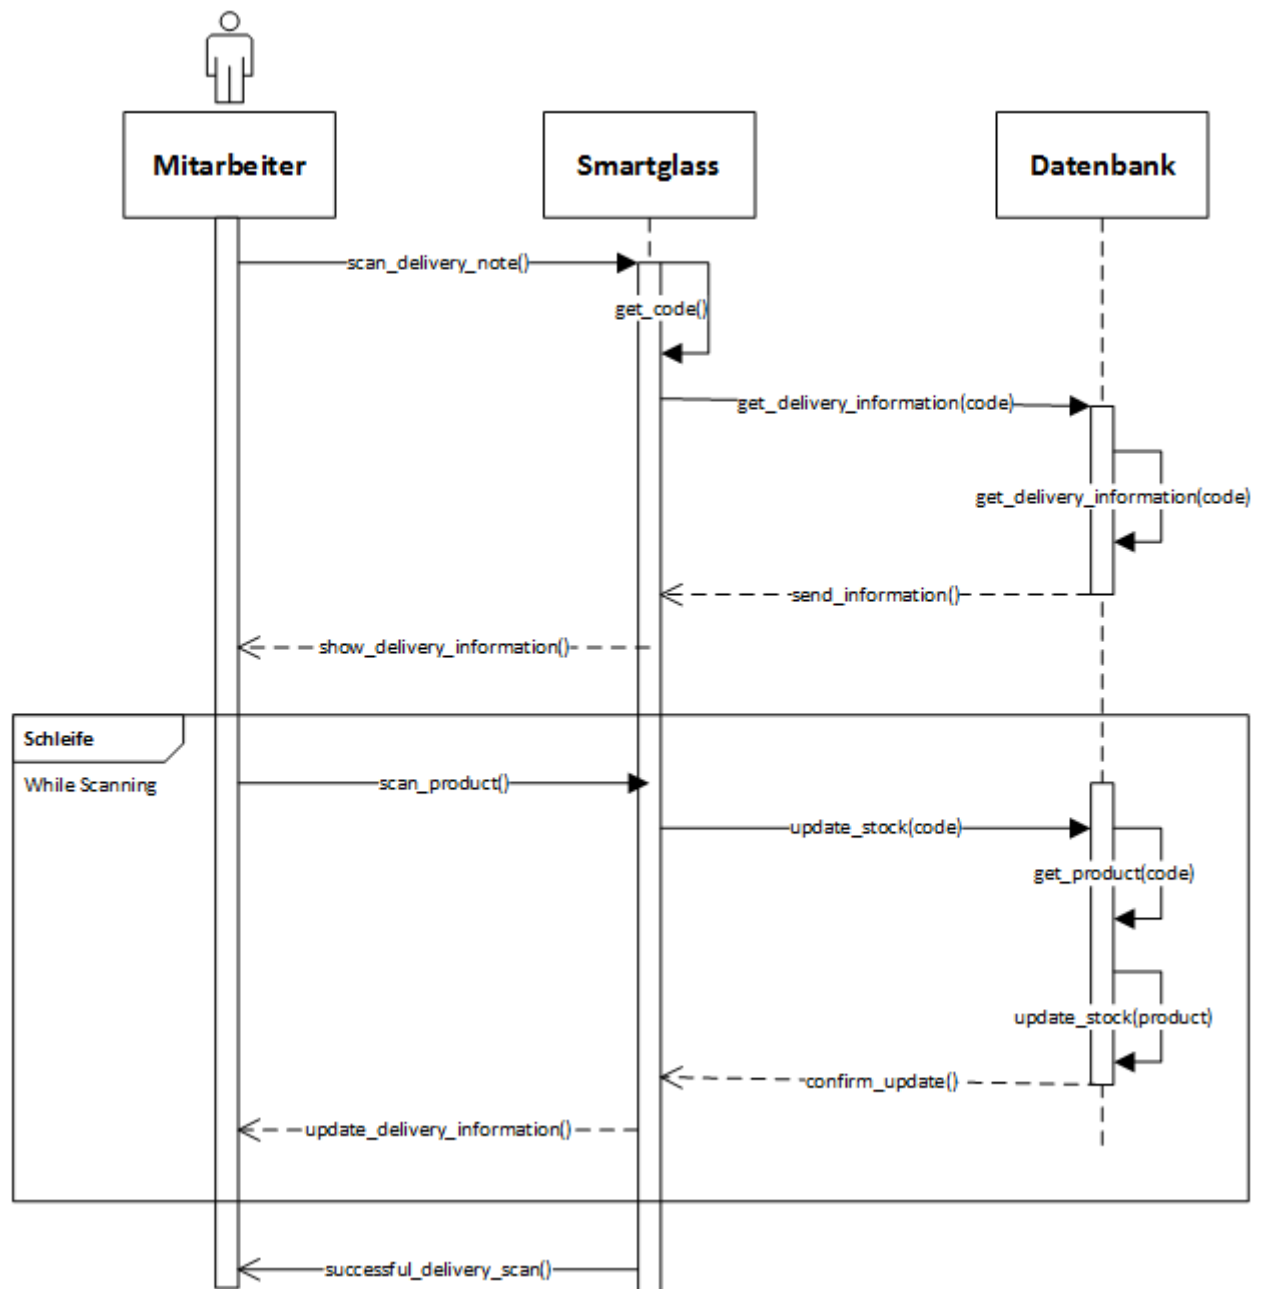 Mitarbeiter
Smartglass
Datenbank
scan_delivery_note()
get_code()
get_delivery_information(code)
get_delivery_information(code)
send_information()
show_delivery_information()
Schleife
While Scanning
scan_product()
update_stock(code)
get_product(code)
update_stock(product)
confirm_update()
update_delivery_information()
successful_delivery_scan()